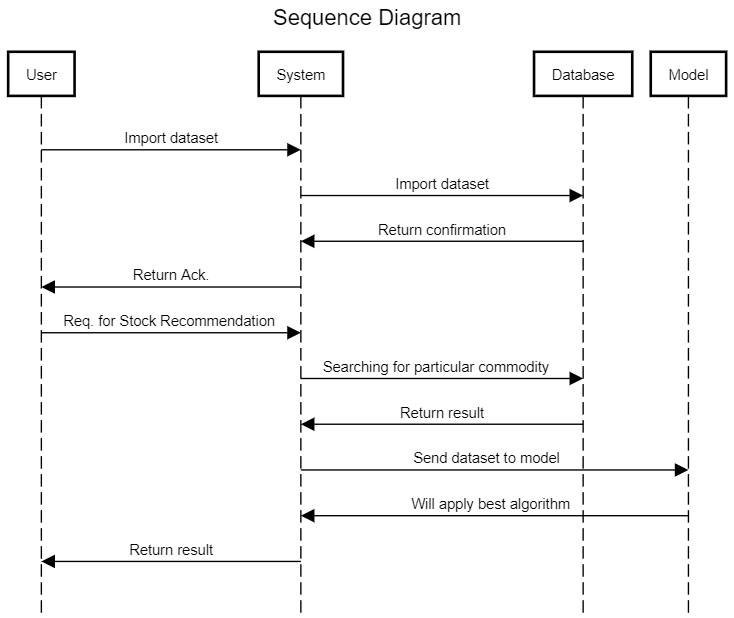 Sequence Diagram
User
System
Database
Model
Import dataset
Import dataset
Return confirmation
Return Ack.
Req. for Stock Recommendation
Searching for particular commodity
Return result
Send dataset to model
Will apply best algorithm
Return result